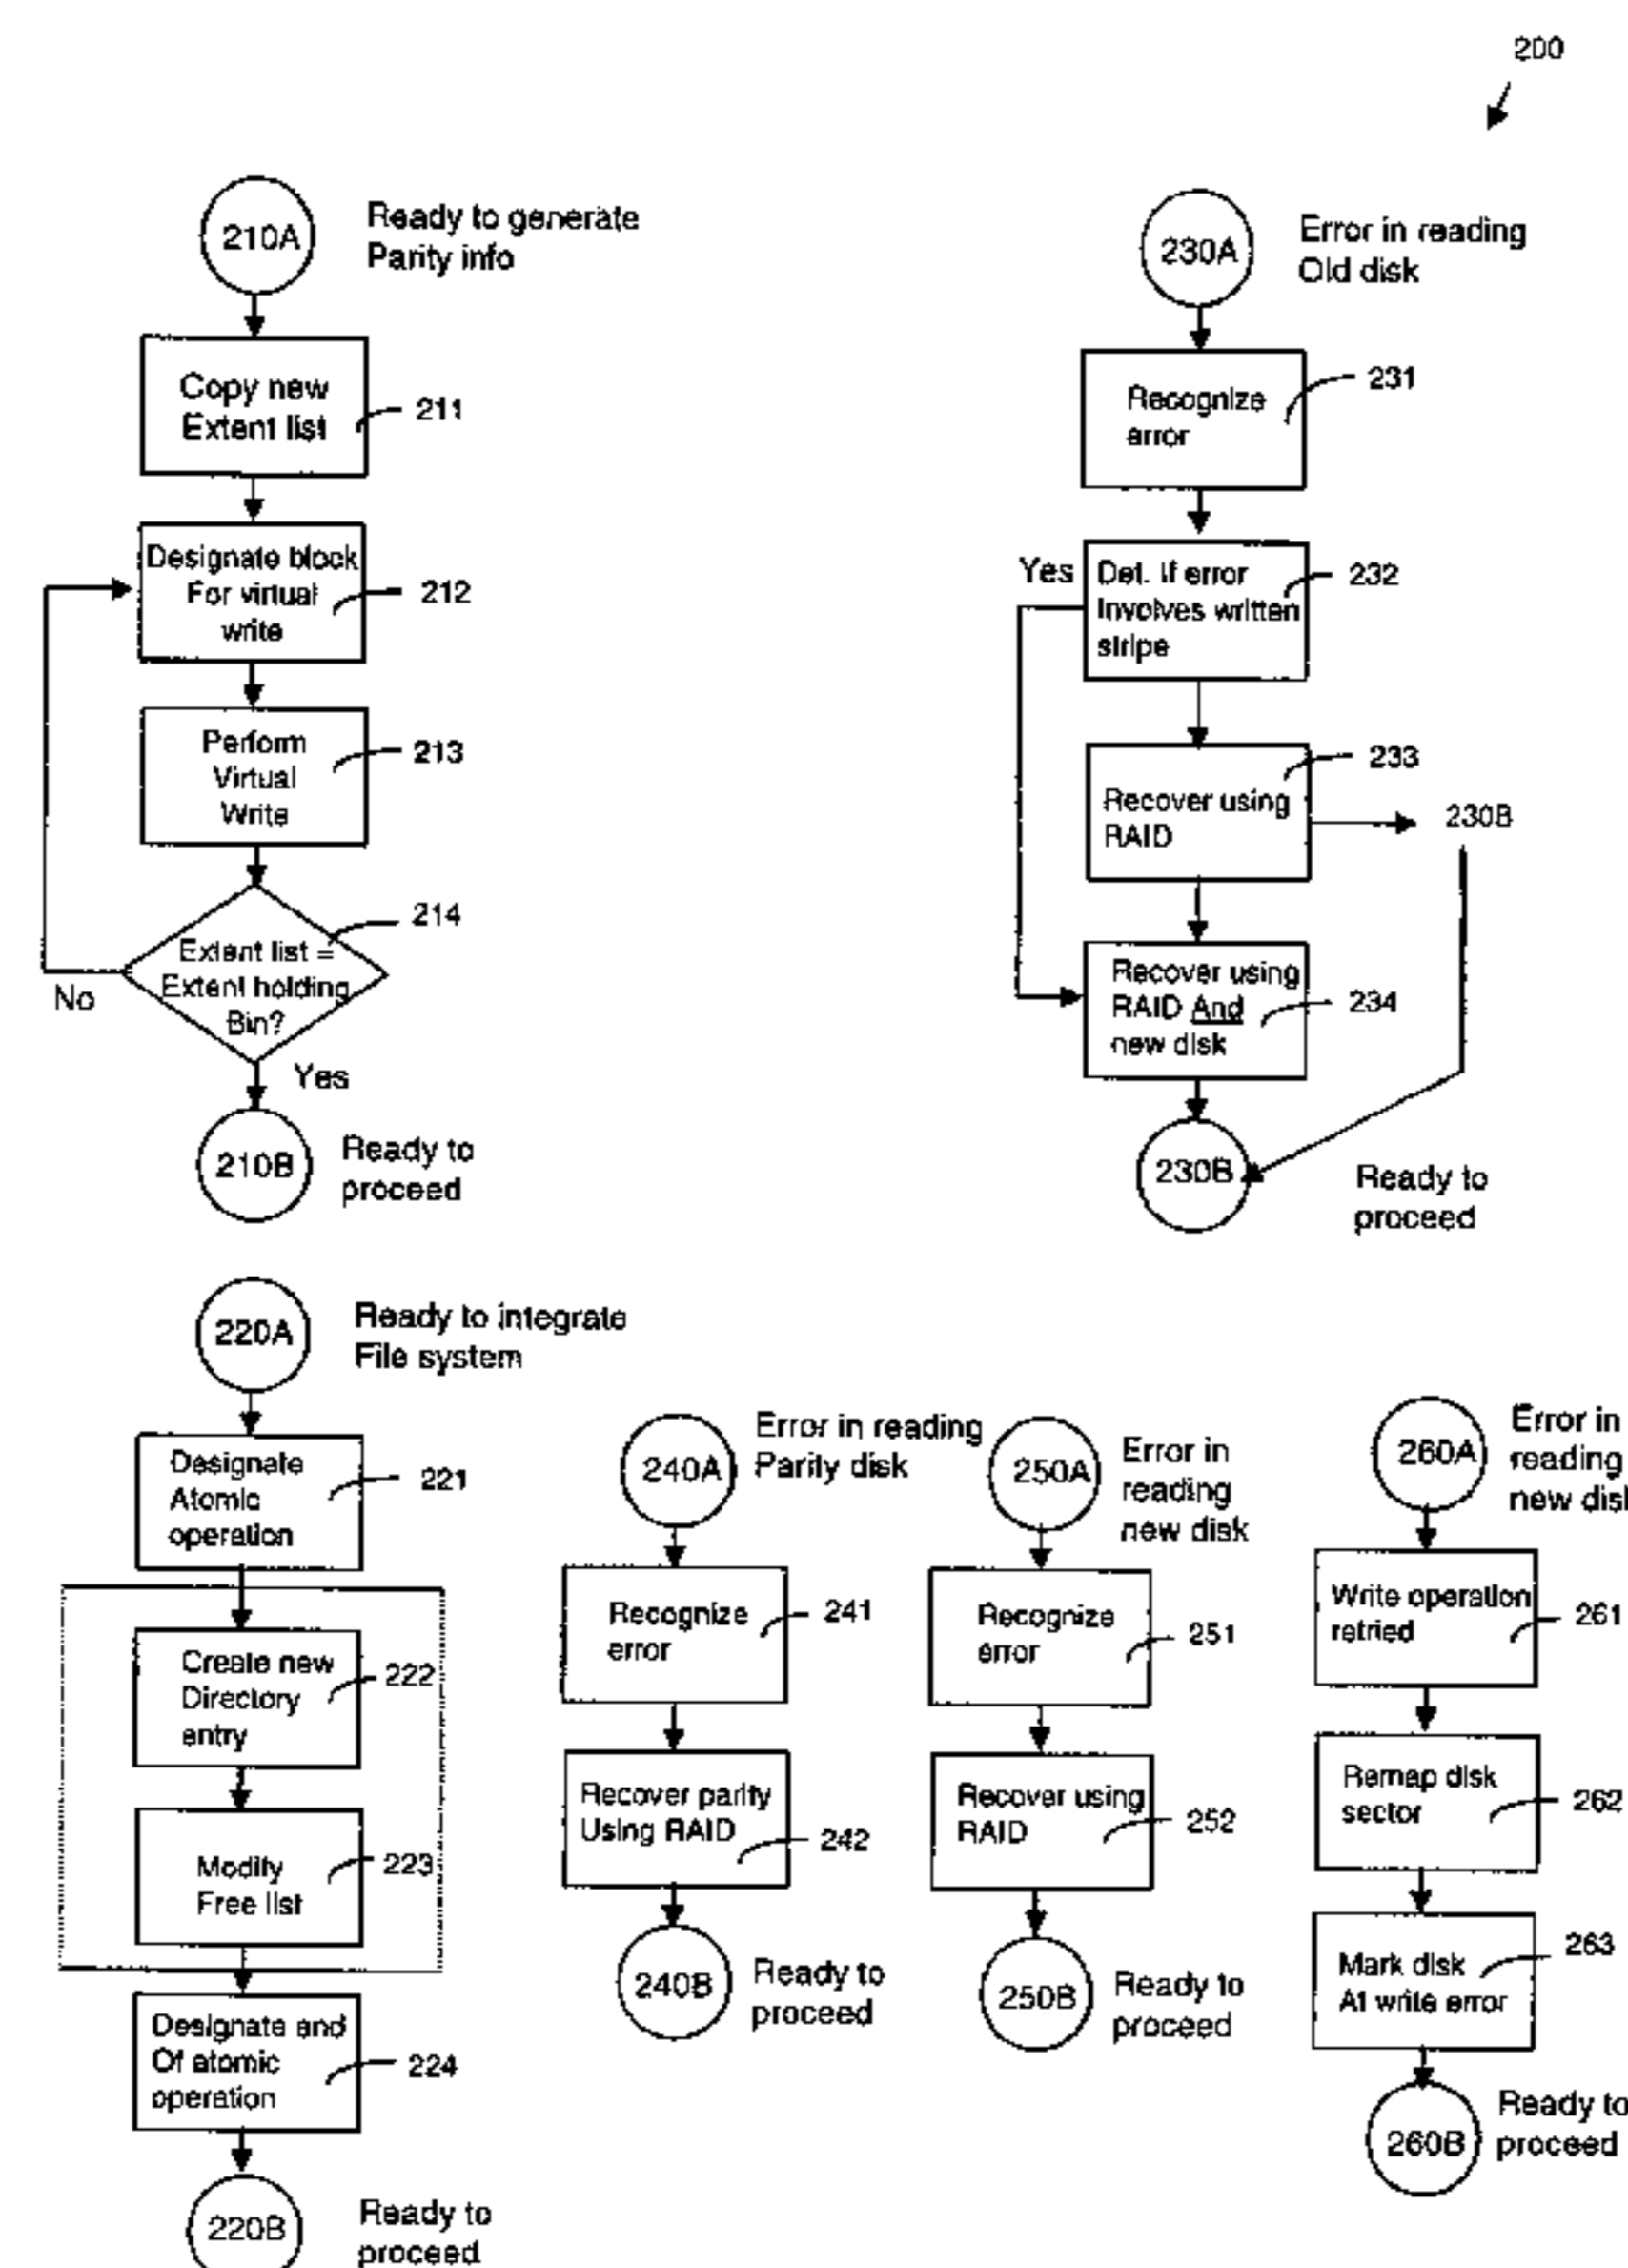 200
210A
Ready to generate
Parity info
Copy new
Extent list
211
Designate block
For virtual
write
212
Perform
Virtual
Write
213
Extent list =
Extent holding
Bin?
214
No
Yes
210B
Ready to
proceed
230A
Error in reading
Old disk
Recognize
error
231
Yes
Det. If error
Involves written
stripe
232
Recover using
RAID
233
230B
Recover using
RAID And
new disk
234
230B
Ready to
proceed
220A
Ready to integrate
File system
Designate
Atomic
operation
221
Create new
Directory
entry
222
Modify
Free list
223
Designate and
Of atomic
operation
224
220B
Ready to
proceed
240A
Error in reading
Parity disk
Recognize
error
241
Recover parity
Using RAID
242
240B
Ready to
proceed
250A
Error in
reading
new disk
Recognize
error
251
Recover using
RAID
252
250B
Ready to
proceed
260A
Error in
reading
new disk
Write operation
retried
261
Remap disk
sector
262
Mark disk
At write error
263
260B
Ready to
proceed